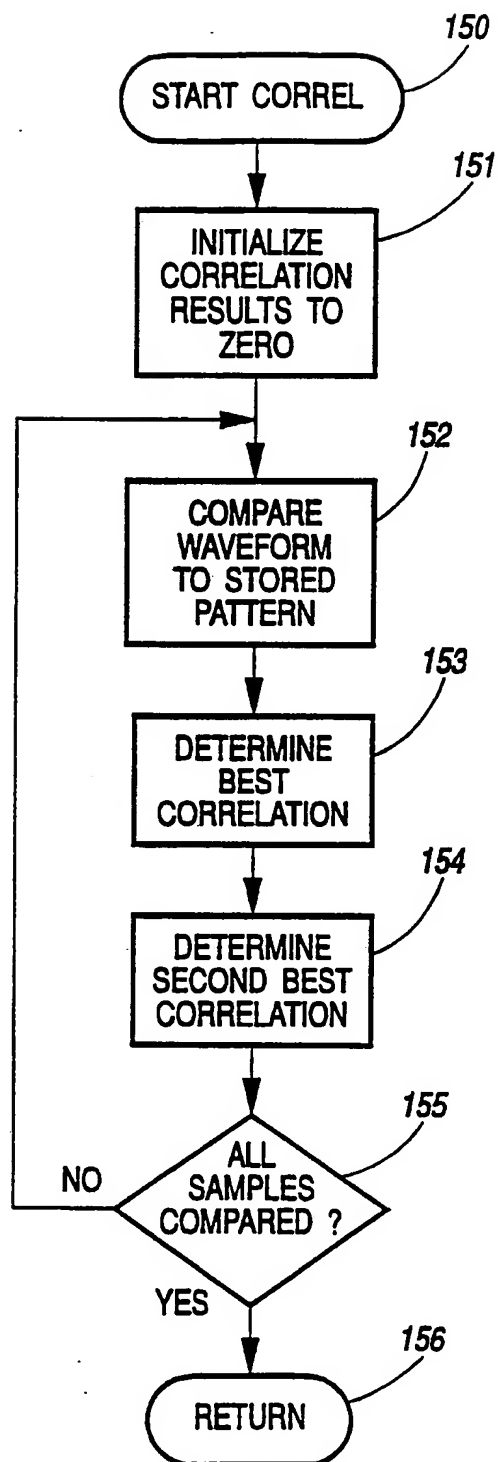 150
START CORREL
151
INITIALIZE
CORRELATION
RESULTS TO
ZERO
152
COMPARE
WAVEFORM
TO STORED
PATTERN
153
DETERMINE
BEST
CORRELATION
154
DETERMINE
SECOND BEST
CORRELATION
155
ALL
SAMPLES
COMPARED ?
NO
YES
156
RETURN